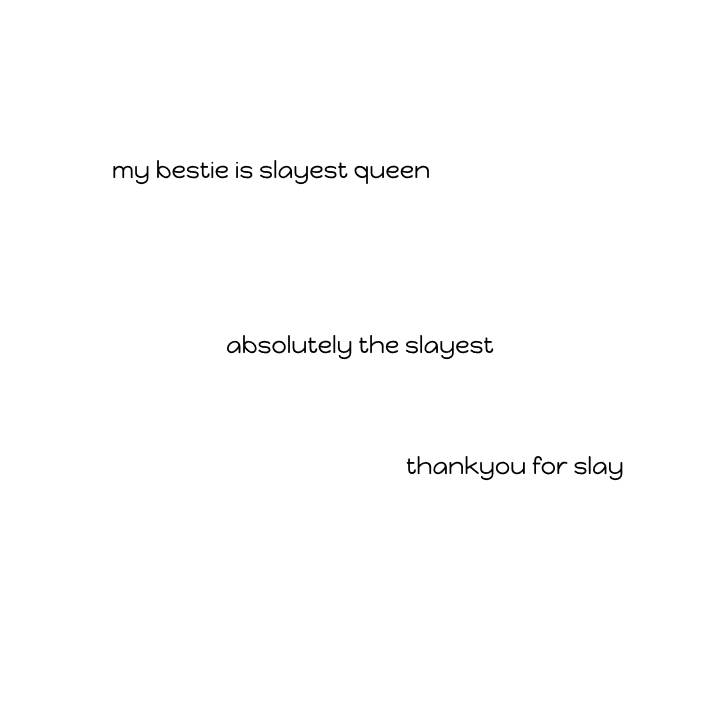 my bestie is slayest queen
absolutely the slayest
thankyou for slay